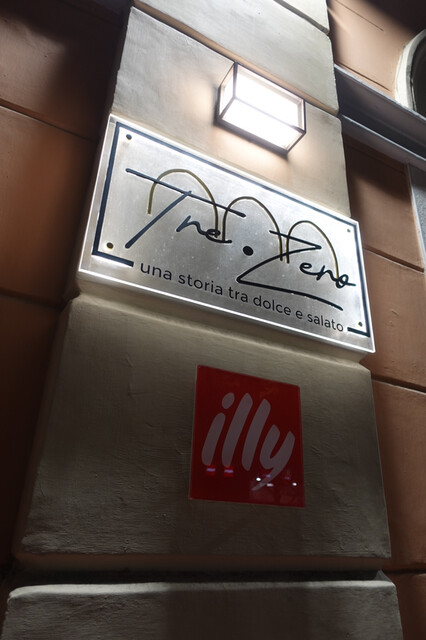 Tre.Zero
una storia tra dolce e salato
illy